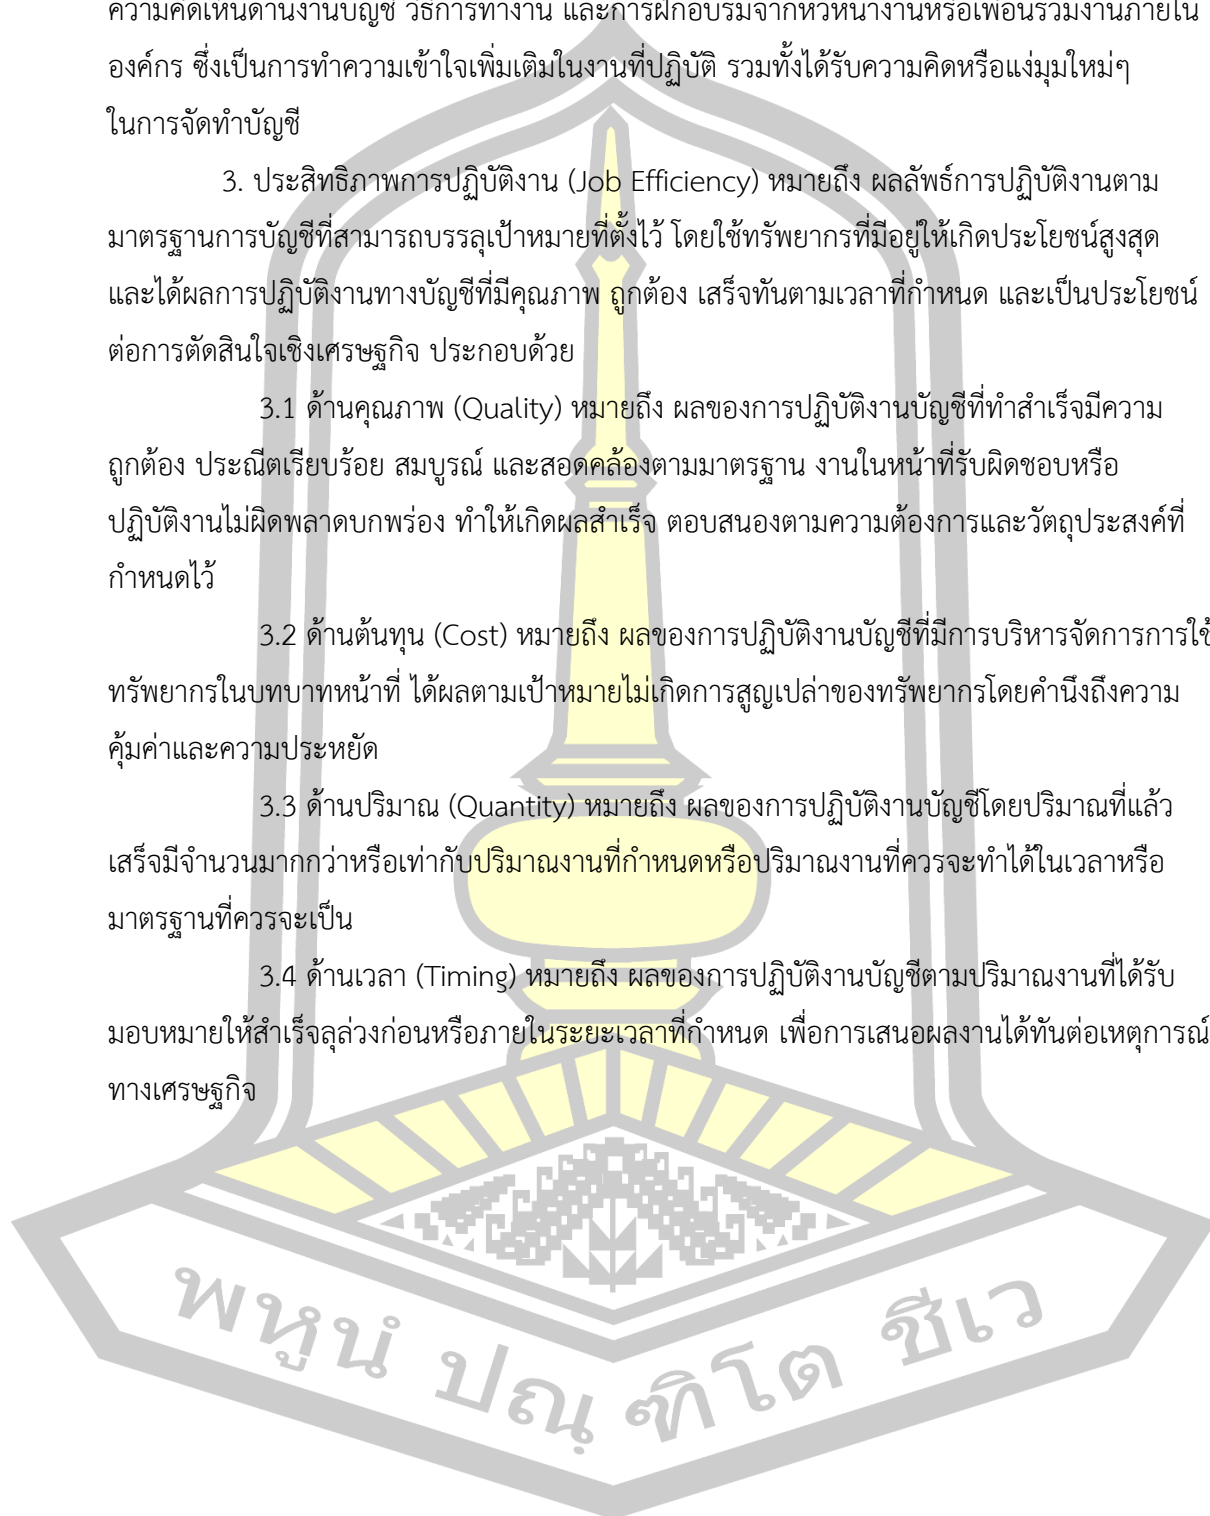 ความคิดเห็นด้านงานบัญชี วิธีการทำงาน และการฝึกอบรมจากหัวหน้างานหรือเพื่อนร่วมงานภายใน
องค์กร ซึ่งเป็นการทำความเข้าใจเพิ่มเติมในงานที่ปฏิบัติ รวมทั้งได้รับความคิดหรือแง่มุมใหม่ๆ
ในการจัดทำบัญชี
3. ประสิทธิภาพการปฏิบัติงาน (Job Efficiency) หมายถึง ผลลัพธ์การปฏิบัติงานตาม
มาตรฐานการบัญชีที่สามารถบรรลุเป้าหมายที่ตั้งไว้ โดยใช้ทรัพยากรที่มีอยู่ให้เกิดประโยชน์สูงสุด
และได้ผลการปฏิบัติงานทางบัญชีที่มีคุณภาพ ถูกต้อง เสร็จทันตามเวลาที่กำหนด และเป็นประโยชน์
ต่อการตัดสินใจเชิงเศรษฐกิจ ประกอบด้วย
3.1 ด้านคุณภาพ (Quality) หมายถึง ผลของการปฏิบัติงานบัญชีที่ทำสำเร็จมีความ
ถูกต้อง ประณีตเรียบร้อย สมบูรณ์ และสอดคล้องตามมาตรฐาน งานในหน้าที่รับผิดชอบหรือ
ปฏิบัติงานไม่ผิดพลาดบกพร่อง ทำให้เกิดผลสำเร็จ ตอบสนองตามความต้องการและวัตถุประสงค์ที่
กำหนดไว้
3.2 ด้านต้นทุน (Cost) หมายถึง ผลของการปฏิบัติงานบัญชีที่มีการบริหารจัดการการใช้
ทรัพยากรในบทบาทหน้าที่ ได้ผลตามเป้าหมายไม่เกิดการสูญเปล่าของทรัพยากรโดยคำนึงถึงความ
คุ้มค่าและความประหยัด
3.3 ด้านปริมาณ (Quantity) หมายถึง ผลของการปฏิบัติงานบัญชีโดยปริมาณที่แล้ว
เสร็จมีจำนวนมากกว่าหรือเท่ากับปริมาณงานที่กำหนดหรือปริมาณงานที่ควรจะทำได้ในเวลาหรือ
มาตรฐานที่ควรจะเป็น
3.4 ด้านเวลา (Timing) หมายถึง ผลของการปฏิบัติงานบัญชีตามปริมาณงานที่ได้รับ
มอบหมายให้สำเร็จลุล่วงก่อนหรือภายในระยะเวลาที่กำหนด เพื่อการเสนอผลงานได้ทันต่อเหตุการณ์
ทางเศรษฐกิจ
พหูนํ ปณฺฑิโต ชีเว